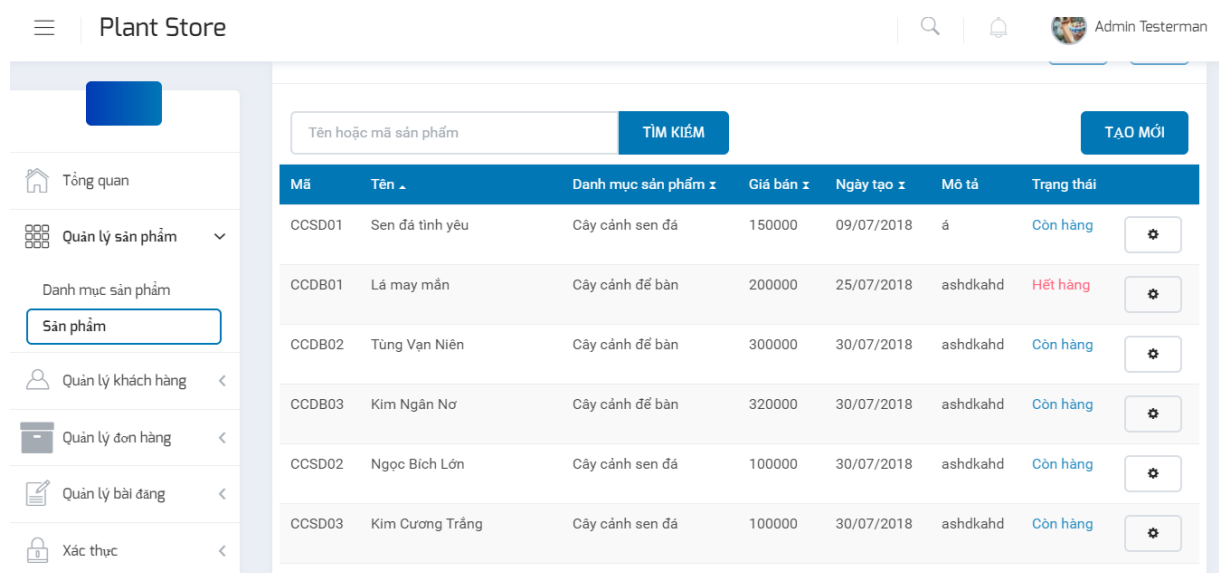 Plant Store
Admin Testerman
Tên hoặc mã sản phẩm
TÌM KIẾM
TẠO MỚI
Tổng quan
Quản lý sản phẩm
Danh mục sản phẩm
Sản phẩm
Quản lý khách hàng
Quản lý đơn hàng
Quản lý bài đăng
Xác thực
Mã Tên Danh mục sản phẩm Giá bán Ngày tạo Mô tả Trạng thái
CCSD01 Sen đá tình yêu Cây cảnh sen đá 150000 09/07/2018 á Còn hàng
CCDB01 Lá may mắn Cây cảnh để bàn 200000 25/07/2018 ashdkahd Hết hàng
CCDB02 Tùng Vạn Niên Cây cảnh để bàn 300000 30/07/2018 ashdkahd Còn hàng
CCDB03 Kim Ngân Nơ Cây cảnh để bàn 320000 30/07/2018 ashdkahd Còn hàng
CCSD02 Ngọc Bích Lớn Cây cảnh sen đá 100000 30/07/2018 ashdkahd Còn hàng
CCSD03 Kim Cương Trắng Cây cảnh sen đá 100000 30/07/2018 ashdkahd Còn hàng